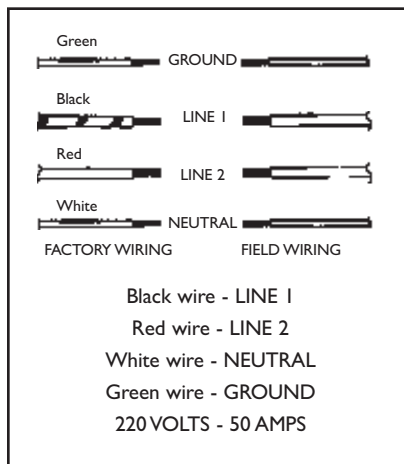 Green
GROUND
Black
LINE 1
Red
LINE 2
White
NEUTRAL
FACTORY WIRING FIELD WIRING
Black wire - LINE 1
Red wire - LINE 2
White wire - NEUTRAL
Green wire - GROUND
220 VOLTS - 50 AMPS